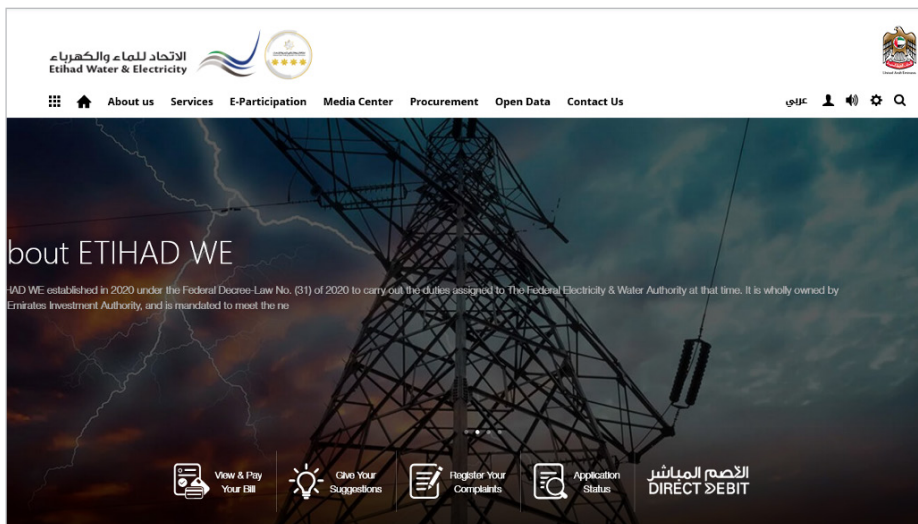 الاتحاد للماء والكهرباء
Etihad Water & Electricity
About us Services E-Participation Media Center Procurement Open Data Contact Us عربي
bout ETIHAD WE
HAD WE established in 2020 under the Federal Decree-Law No. (31) of 2020 to carry out the duties assigned to The Federal Electricity & Water Authority at that time. It is wholly owned by
Emirates Investment Authority, and is mandated to meet the ne
View & Pay
Your Bill
Give Your
Suggestions
Register Your
Complaints
Application
Status
الخصم المباشر
DIRECT DEBIT